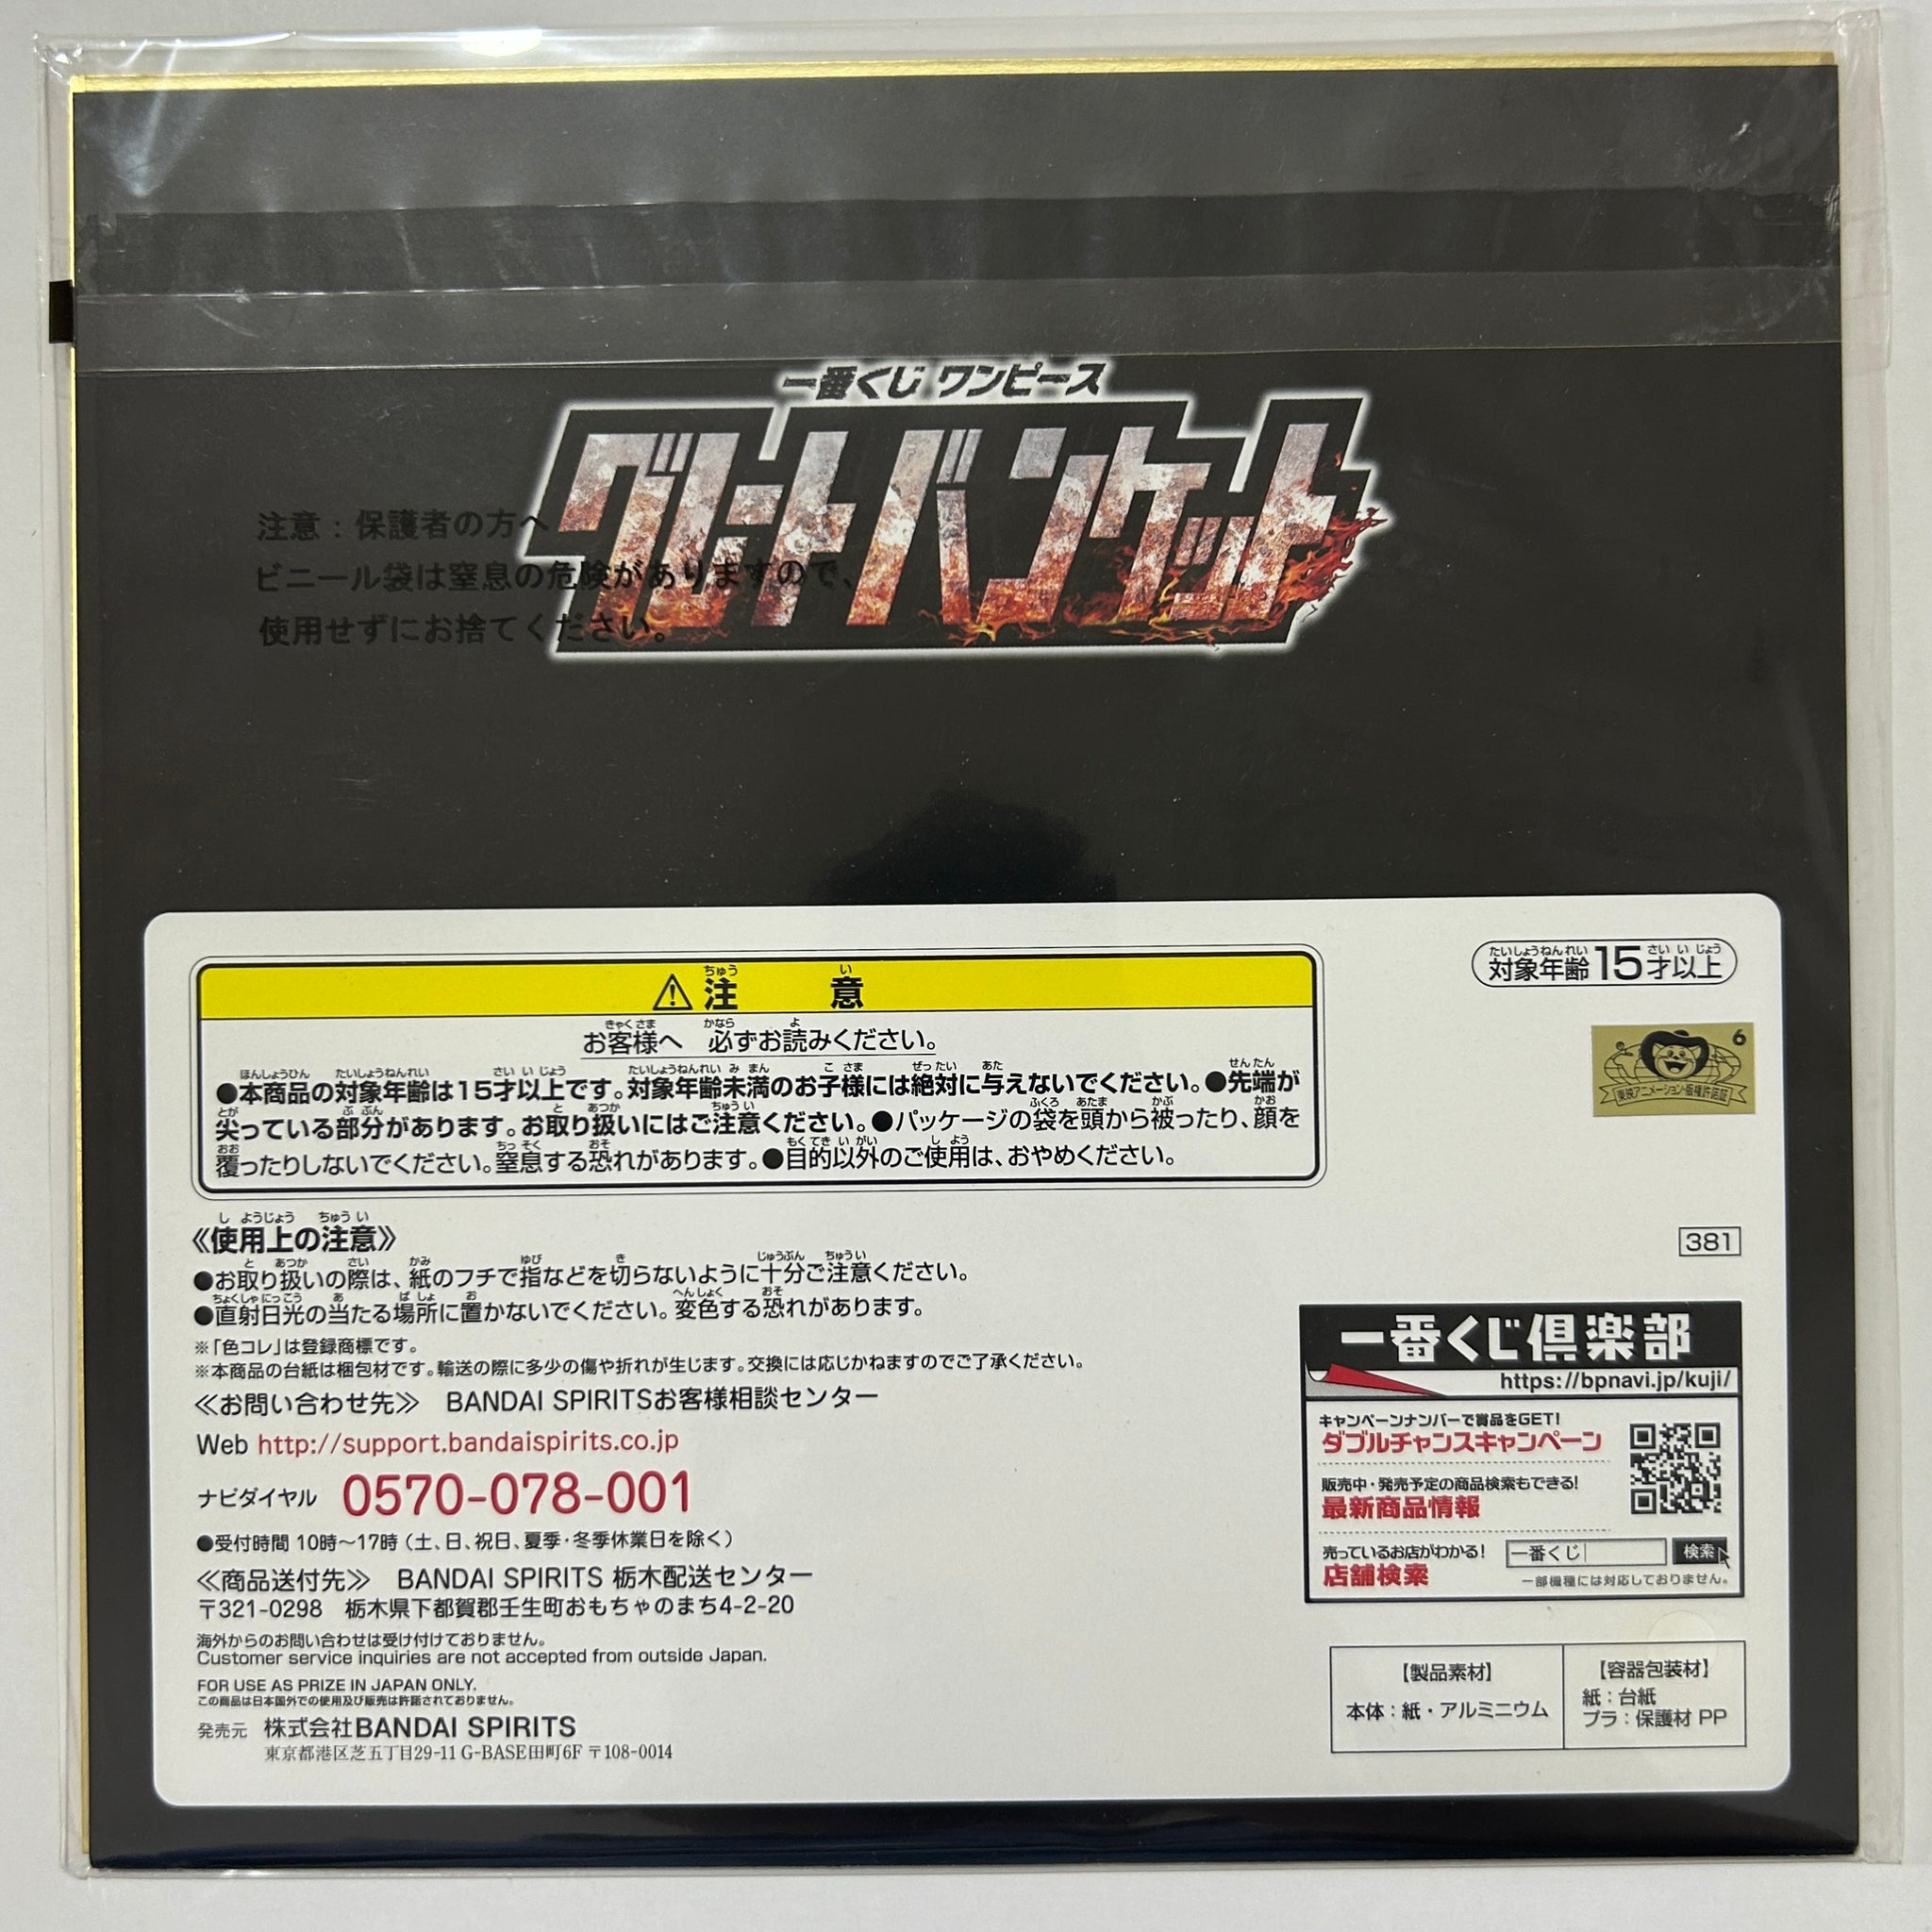 一番くじ ワンピース
グレートバンケット
注意：保護者の方へ
ビニール袋は窒息の危険がありますので、
使用せずにお捨てください。
対象年齢15才以上
⚠注 意
お客様へ 必ずお読みください。
●本商品の対象年齢は15才以上です。対象年齢未満のお子様には絶対に与えないでください。●先端が
尖っている部分があります。お取り扱いにはご注意ください。●パッケージの袋を頭から被ったり、顔を
覆ったりしないでください。窒息する恐れがあります。●目的以外のご使用は、おやめください。
6
東映アニメーション・版権許諾証
《使用上の注意》
●お取り扱いの際は、紙のフチで指などを切らないように十分ご注意ください。
●直射日光の当たる場所に置かないでください。変色する恐れがあります。
※「色コレ」は登録商標です。
※本商品の台紙は梱包材です。輸送の際に多少の傷や折れが生じます。交換には応じかねますのでご了承ください。
≪お問い合わせ先≫ BANDAI SPIRITSお客様相談センター
Web http://support.bandaispirits.co.jp
ナビダイヤル 0570-078-001
●受付時間 10時～17時（土、日、祝日、夏季・冬季休業日を除く）
≪商品送付先≫ BANDAI SPIRITS 栃木配送センター
〒321-0298 栃木県下都賀郡壬生町おもちゃのまち4-2-20
海外からのお問い合わせは受け付けておりません。
Customer service inquiries are not accepted from outside Japan.
FOR USE AS PRIZE IN JAPAN ONLY.
この商品は日本国外での使用及び販売は許諾されておりません。
発売元 株式会社BANDAI SPIRITS
東京都港区芝五丁目29-11 G-BASE田町6F 〒108-0014
381
一番くじ倶楽部
https://bpnavi.jp/kuji/
キャンペーンナンバーで賞品をGET!
ダブルチャンスキャンペーン
販売中・発売予定の商品検索もできる!
最新商品情報
売っているお店がわかる!
店舗検索
一番くじ 検索
一部機種には対応しておりません。
【製品素材】
本体：紙・アルミニウム
【容器包装材】
紙：台紙
プラ：保護材 PP